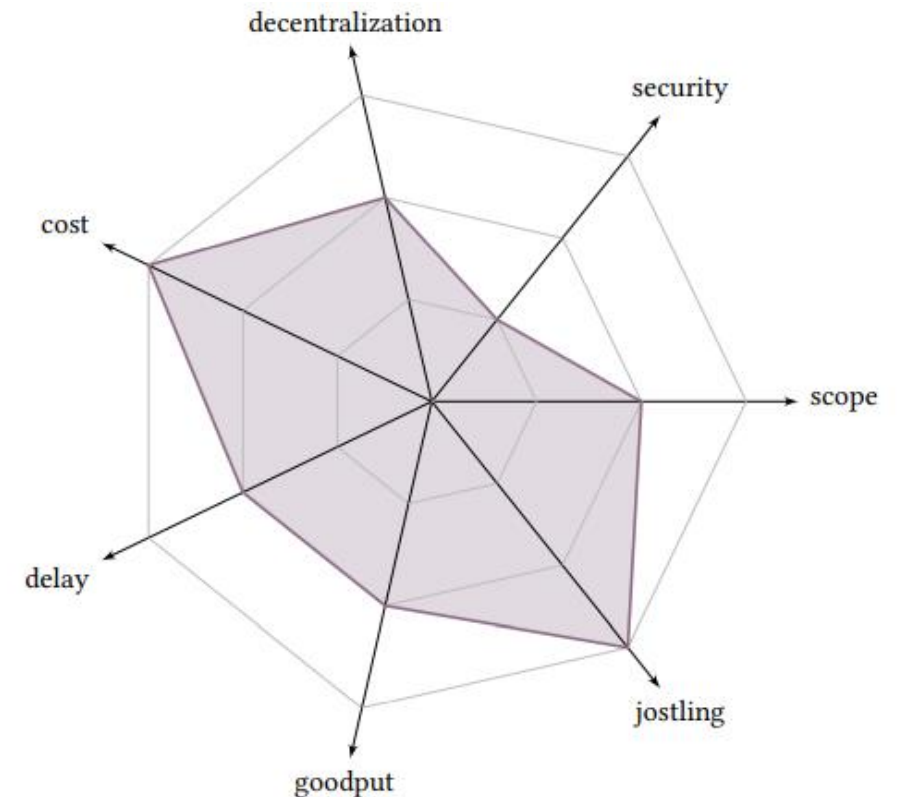 decentralization
security
cost
scope
delay
jostling
goodput